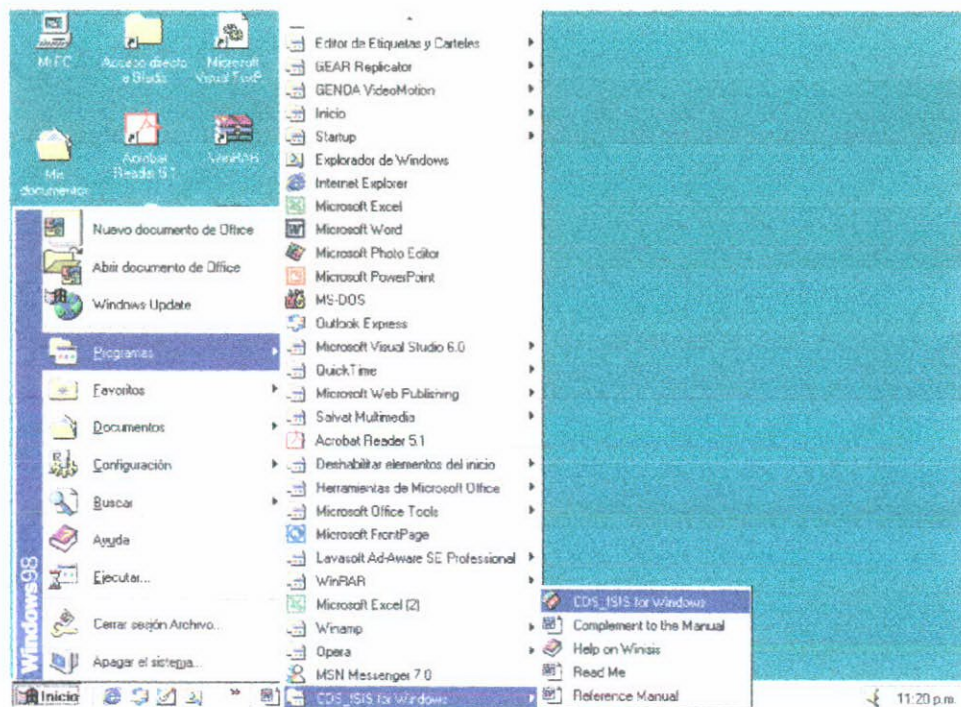 Mi PC
Acceso directo
a Gladis
Microsoft
Visual FoxP...
Mis
documentos
Acrobat
Reader 5.1
WinRAR
Nuevo documento de Office
Abrir documento de Office
Windows Update
Programas
Favoritos
Documentos
Configuración
Buscar
Ayuda
Ejecutar...
Cerrar sesión Archivo...
Apagar el sistema...
Windows98
Editor de Etiquetas y Carteles
GEAR Replicator
GENDA VideoMotion
Inicio
Startup
Explorador de Windows
Internet Explorer
Microsoft Excel
Microsoft Word
Microsoft Photo Editor
Microsoft PowerPoint
MS-DOS
Outlook Express
Microsoft Visual Studio 6.0
QuickTime
Microsoft Web Publishing
Salvat Multimedia
Acrobat Reader 5.1
Deshabilitar elementos del inicio
Herramientas de Microsoft Office
Microsoft Office Tools
Microsoft FrontPage
Lavasoft Ad-Aware SE Professional
WinRAR
Microsoft Excel (2)
Winamp
Opera
MSN Messenger 7.0
CDS_ISIS for Windows
CDS_ISIS for Windows
Complement to the Manual
Help on Winisis
Read Me
Reference Manual
Inicio
»
11:20 p.m.